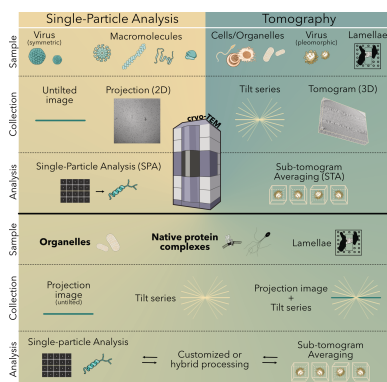 Single-Particle Analysis
Tomography
Sample
Virus
(symmetric)
Macromolecules
Cells/Organelles
Virus
(pleomorphic)
Lamellae
Collection
Untilted
image
Projection (2D)
cryo-TEM
Tilt series
Tomogram (3D)
Analysis
Single-Particle Analysis (SPA)
Sub-tomogram
Averaging (STA)
Sample
Organelles
Native protein
complexes
Lamellae
Collection
Projection
image
(untilted)
Tilt series
Projection image
+
Tilt series
Analysis
Single-particle Analysis
Customized or
hybrid processing
Sub-tomogram
Averaging